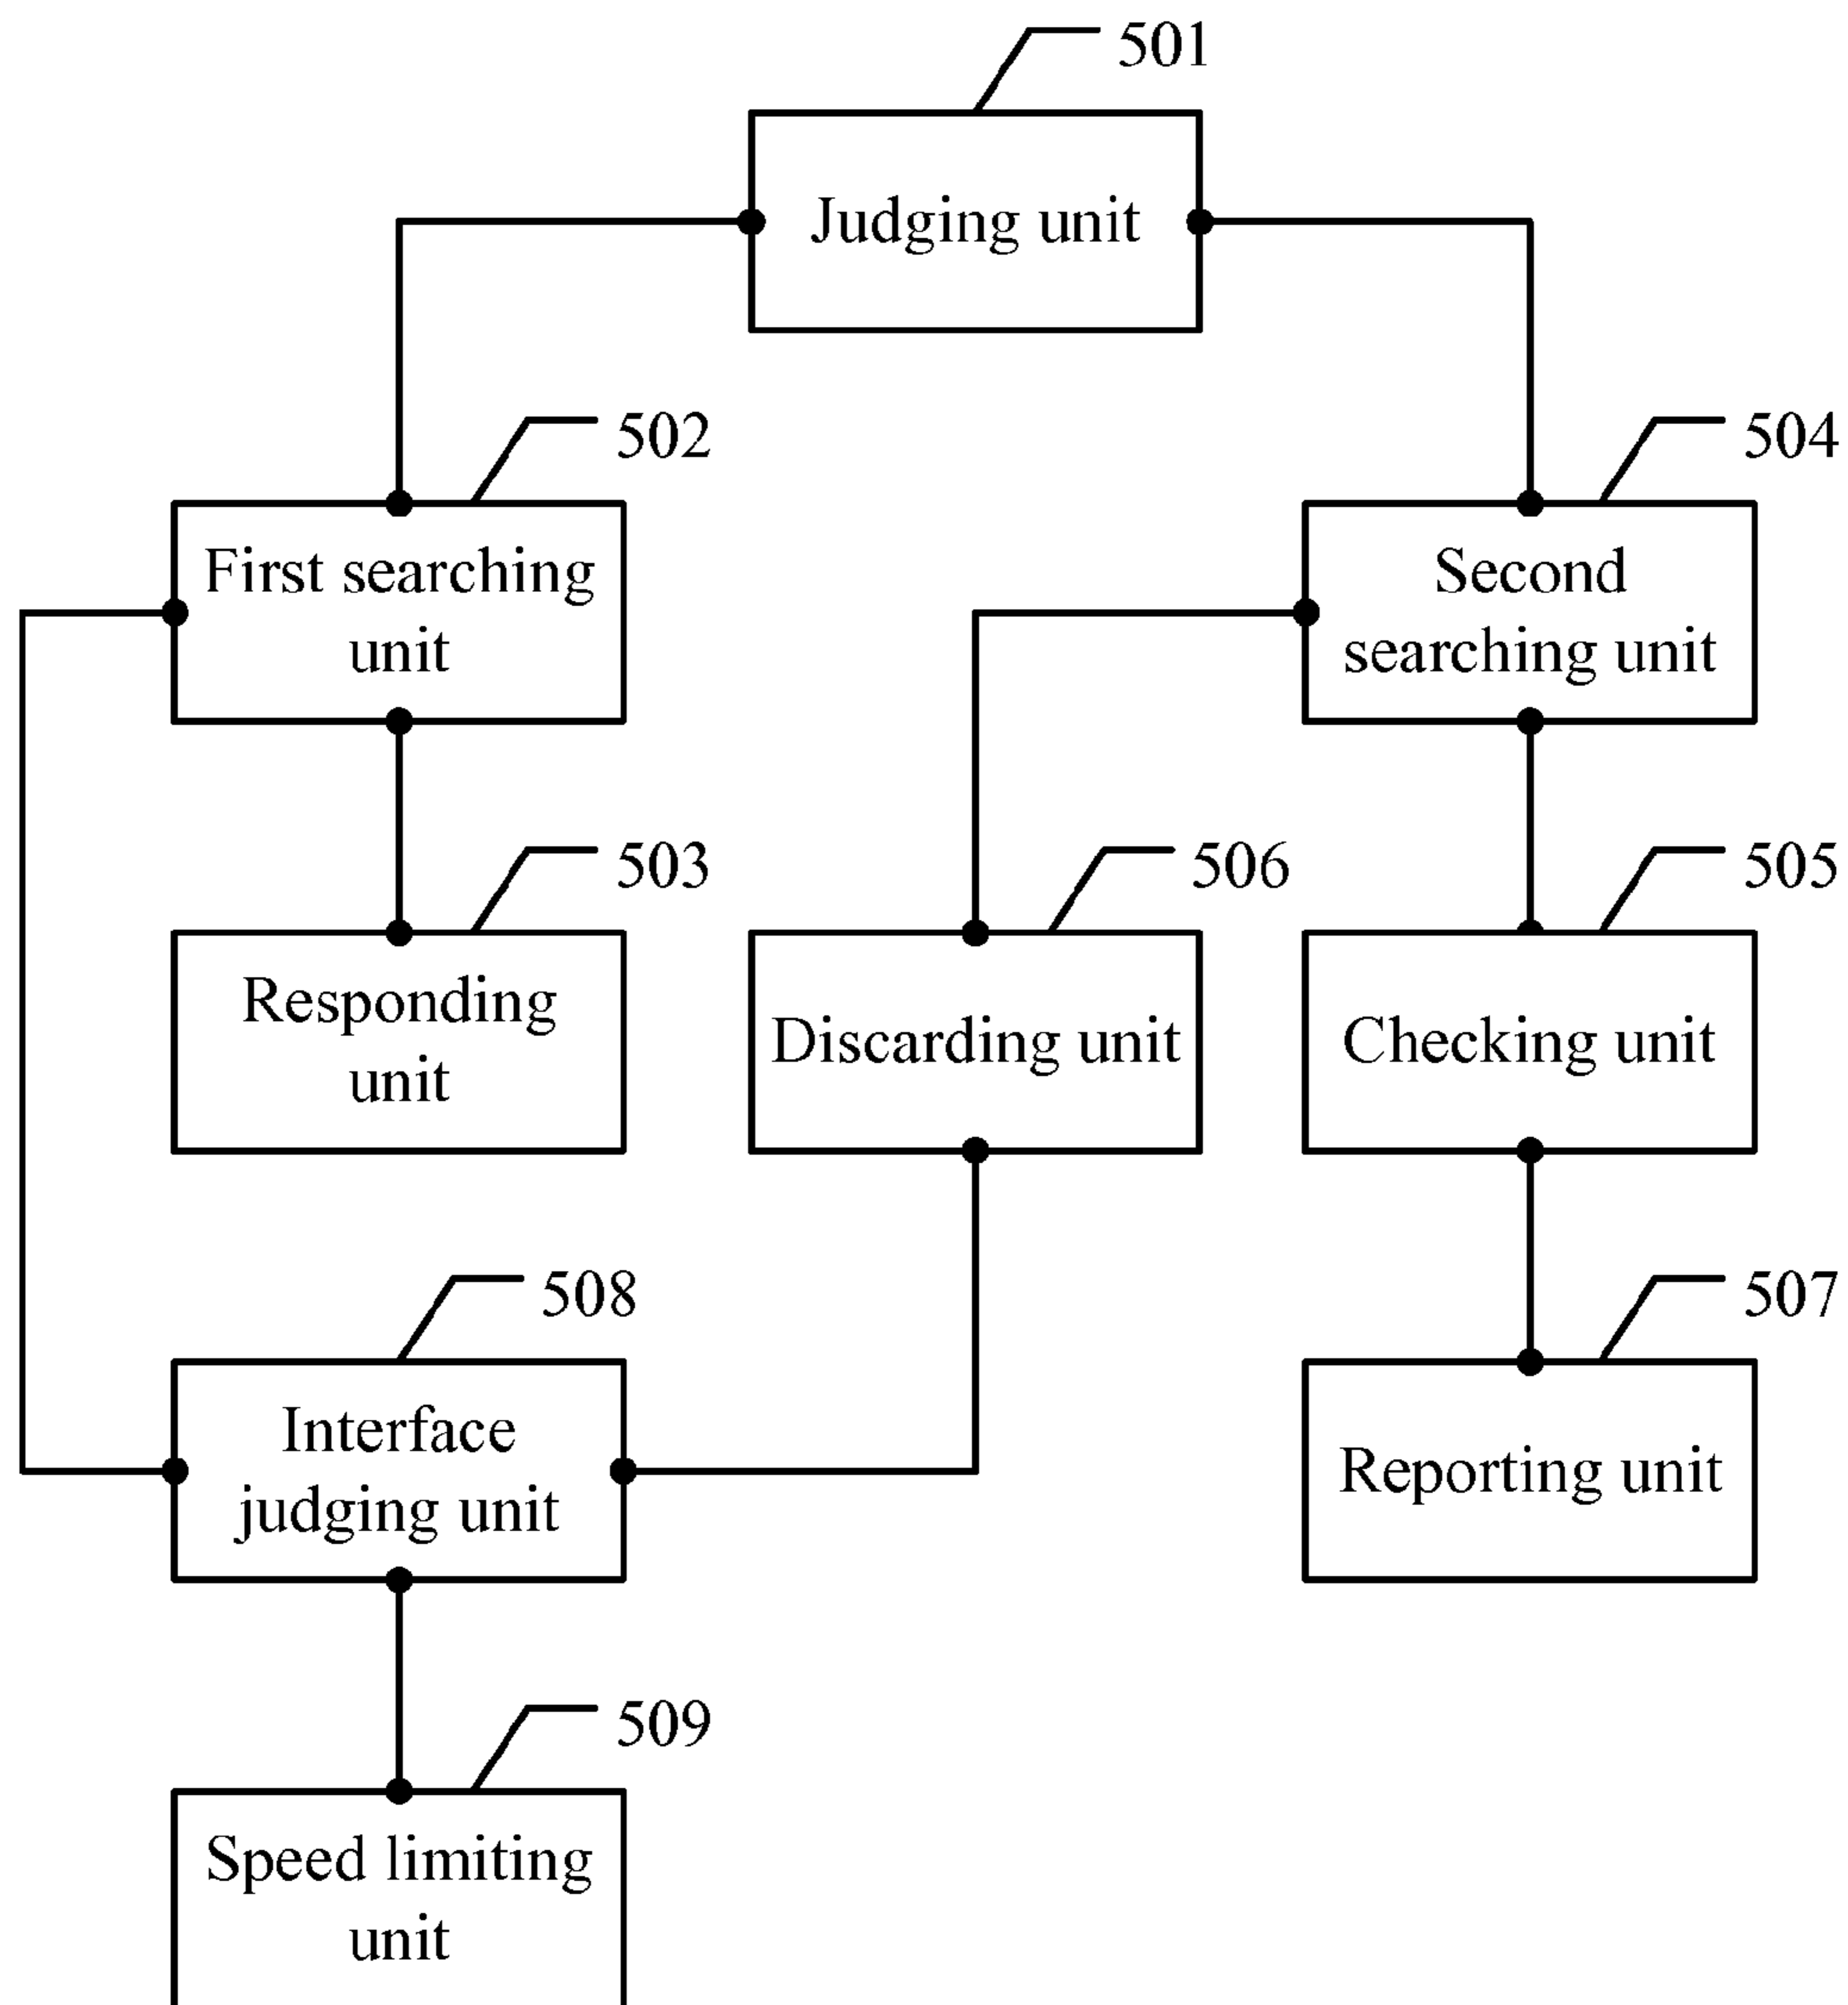 501
Judging unit
502
First searching
unit
504
Second
searching unit
503
Responding
unit
506
Discarding unit
505
Checking unit
508
Interface
judging unit
507
Reporting unit
509
Speed limiting
unit